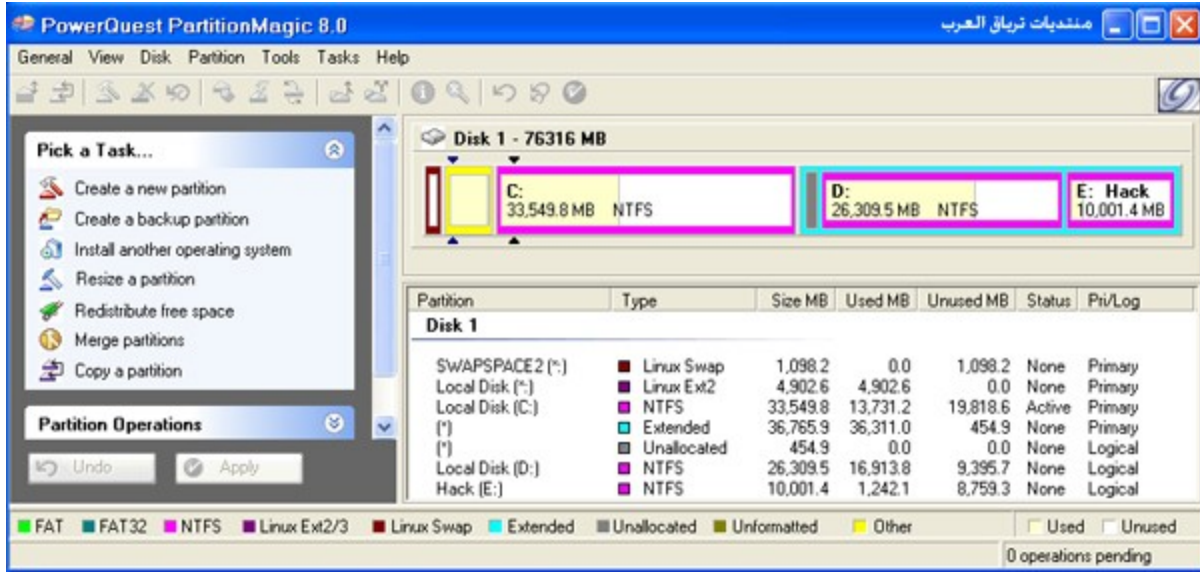 PowerQuest PartitionMagic 8.0
منتديات ترياق العرب
General View Disk Partition Tools Tasks Help
Pick a Task...
Create a new partition
Create a backup partition
Install another operating system
Resize a partition
Redistribute free space
Merge partitions
Copy a partition
Partition Operations
Undo Apply
Disk 1 - 76316 MB
C:
33,549.8 MB NTFS
D:
26,309.5 MB NTFS
E: Hack
10,001.4 MB
Partition Type Size MB Used MB Unused MB Status Pri/Log
Disk 1
SWAPSPACE2 (*:) Linux Swap 1,098.2 0.0 1,098.2 None Primary
Local Disk (*:) Linux Ext2 4,902.6 4,902.6 0.0 None Primary
Local Disk (C:) NTFS 33,549.8 13,731.2 19,818.6 Active Primary
(*) Extended 36,765.9 36,311.0 454.9 None Primary
(*) Unallocated 454.9 0.0 0.0 None Logical
Local Disk (D:) NTFS 26,309.5 16,913.8 9,395.7 None Logical
Hack (E:) NTFS 10,001.4 1,242.1 8,759.3 None Logical
FAT FAT32 NTFS Linux Ext2/3 Linux Swap Extended Unallocated Unformatted Other Used Unused
0 operations pending